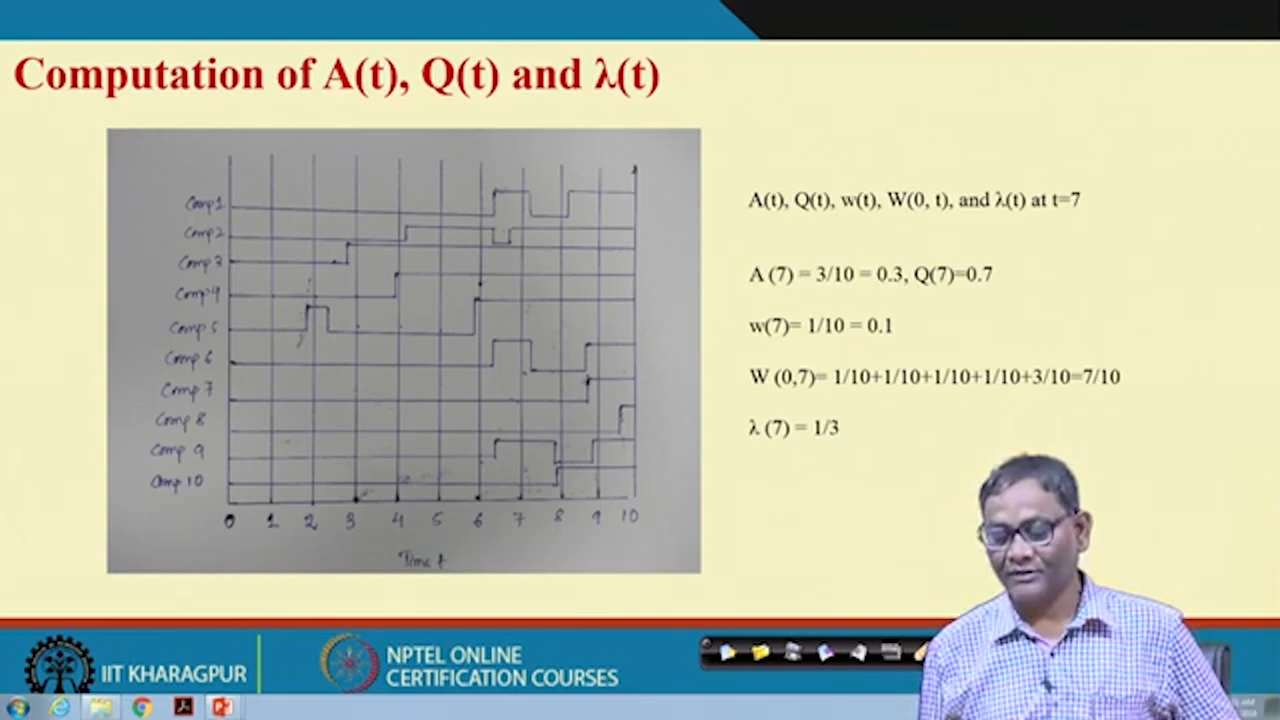 Computation of A(t), Q(t) and λ(t)
Comp 1
Comp 2
Comp 3
Comp 4
Comp 5
Comp 6
Comp 7
Comp 8
Comp 9
Comp 10
0 1 2 3 4 5 6 7 8 9 10
Time t
A(t), Q(t), w(t), W(0, t), and λ(t) at t=7
A (7) = 3/10 = 0.3, Q(7)=0.7
w(7)= 1/10 = 0.1
W (0,7)= 1/10+1/10+1/10+1/10+3/10=7/10
λ (7) = 1/3
IIT KHARAGPUR
NPTEL ONLINE
CERTIFICATION COURSES